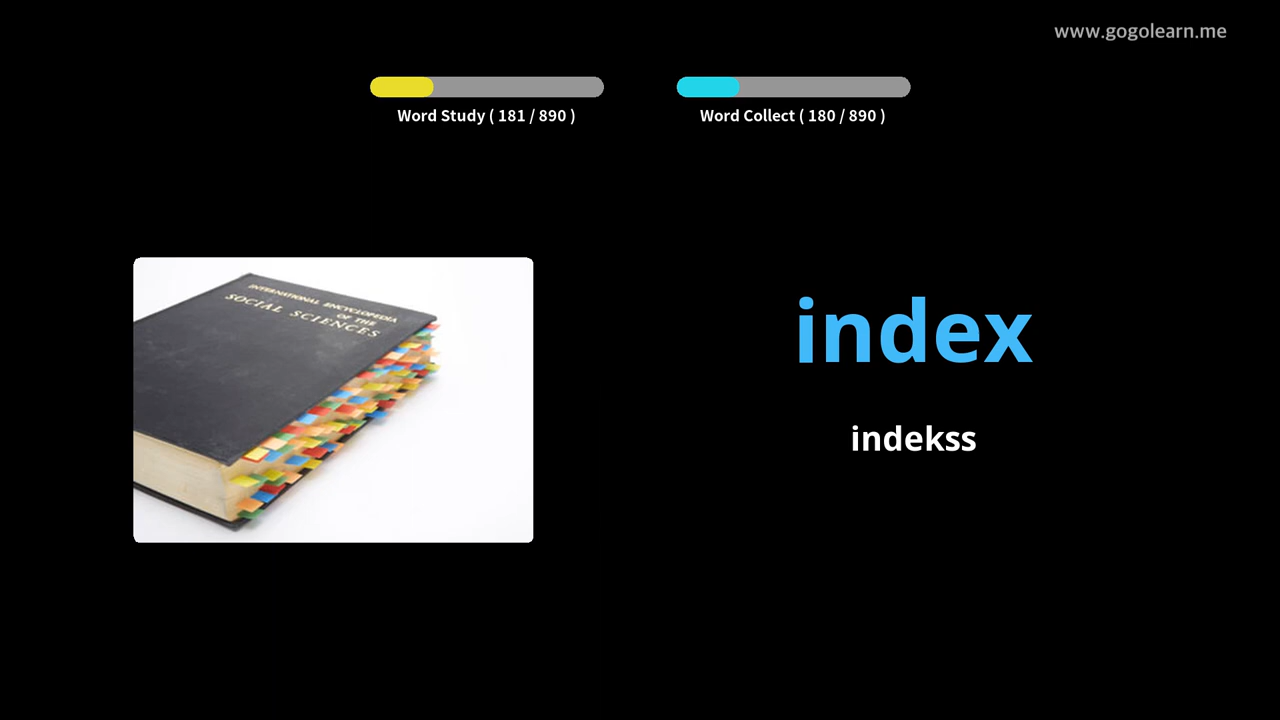 www.gogolearn.me
Word Study ( 181 / 890 )
Word Collect ( 180 / 890 )
INTERNATIONAL ENCYCLOPEDIA
OF THE
SOCIAL SCIENCES
index
indekss